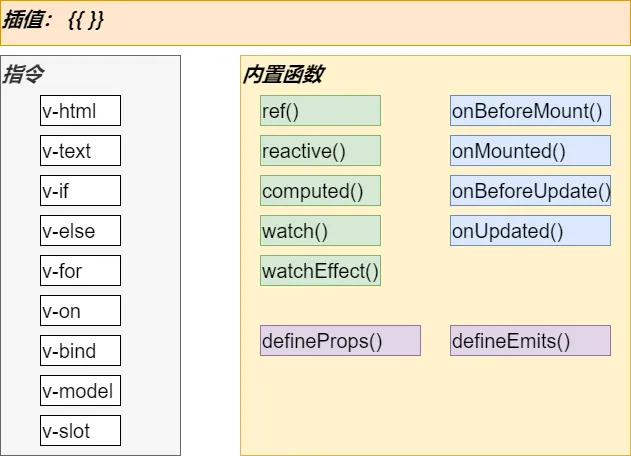 插值： {{ }}
指令
v-html
v-text
v-if
v-else
v-for
v-on
v-bind
v-model
v-slot
内置函数
ref()
onBeforeMount()
reactive()
onMounted()
computed()
onBeforeUpdate()
watch()
onUpdated()
watchEffect()
defineProps()
defineEmits()